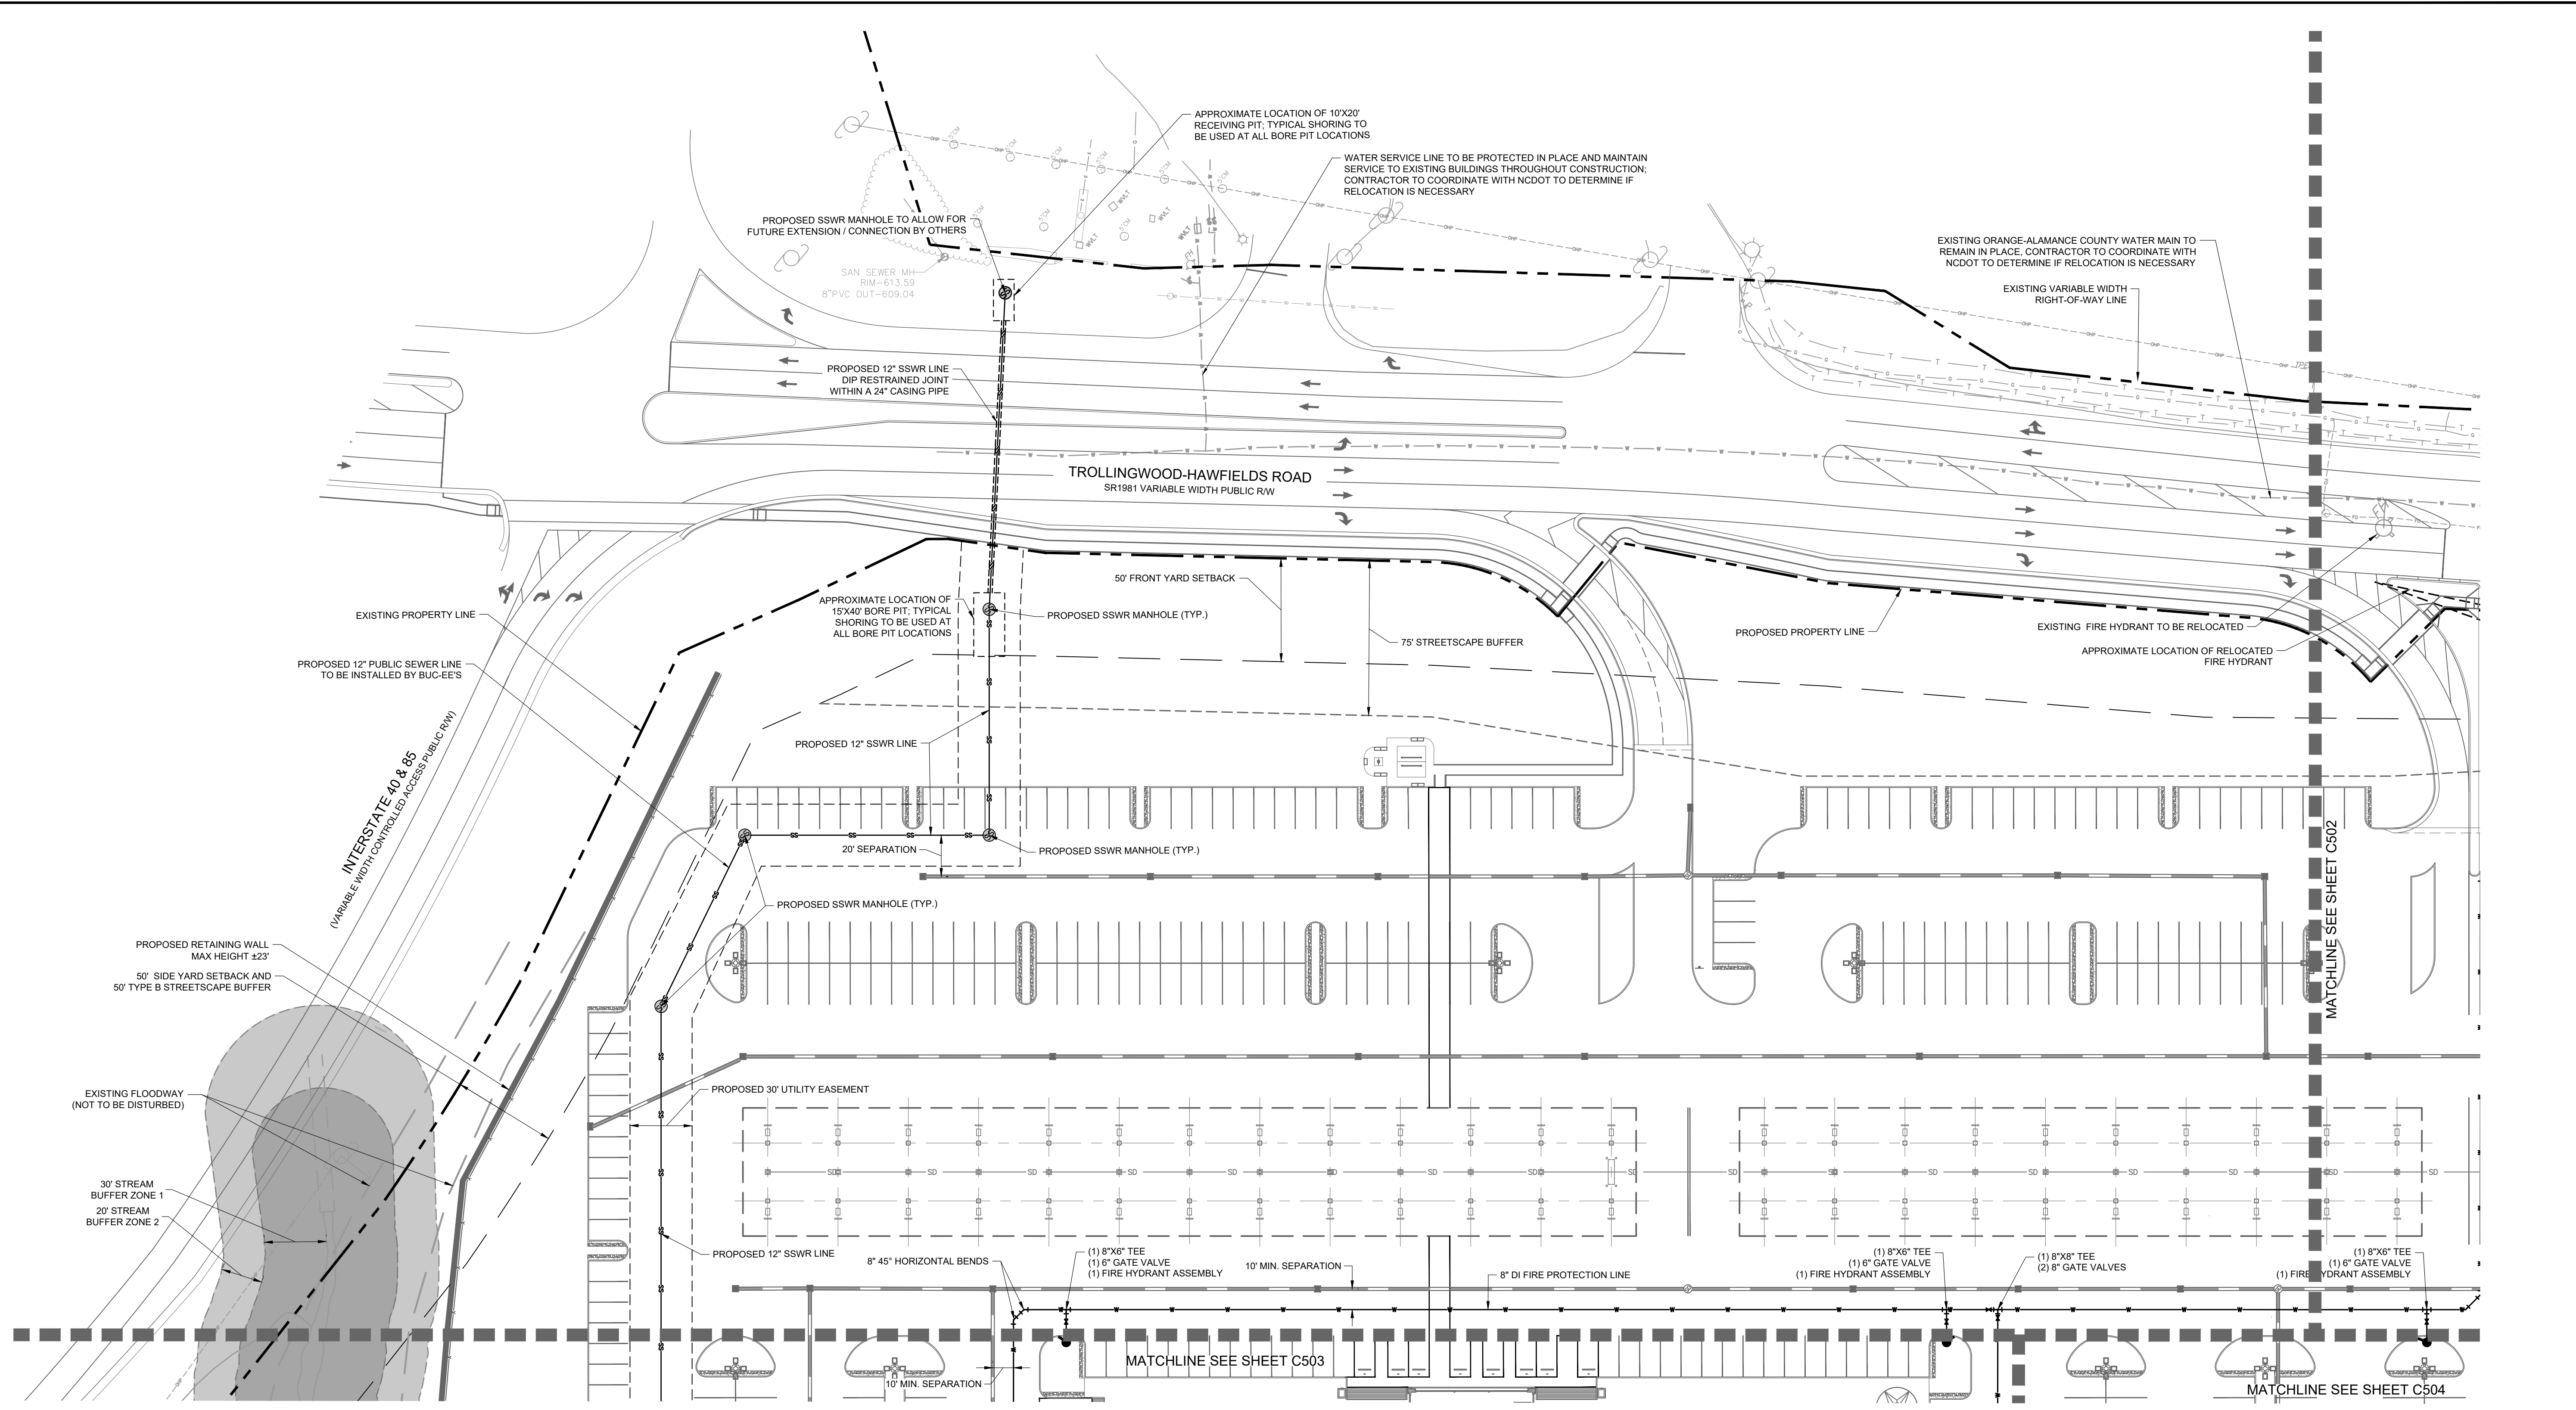 APPROXIMATE LOCATION OF 10'X20'
RECEIVING PIT; TYPICAL SHORING TO
BE USED AT ALL BORE PIT LOCATIONS
WATER SERVICE LINE TO BE PROTECTED IN PLACE AND MAINTAIN
SERVICE TO EXISTING BUILDINGS THROUGHOUT CONSTRUCTION;
CONTRACTOR TO COORDINATE WITH NCDOT TO DETERMINE IF
RELOCATION IS NECESSARY
PROPOSED SSWR MANHOLE TO ALLOW FOR
FUTURE EXTENSION / CONNECTION BY OTHERS
SAN SEWER MH
RIM-613.59
8"PVC OUT-609.04
EXISTING ORANGE-ALAMANCE COUNTY WATER MAIN TO
REMAIN IN PLACE, CONTRACTOR TO COORDINATE WITH
NCDOT TO DETERMINE IF RELOCATION IS NECESSARY
EXISTING VARIABLE WIDTH
RIGHT-OF-WAY LINE
PROPOSED 12" SSWR LINE
DIP RESTRAINED JOINT
WITHIN A 24" CASING PIPE
TROLLINGWOOD-HAWFIELDS ROAD
SR1981 VARIABLE WIDTH PUBLIC R/W
50' FRONT YARD SETBACK
APPROXIMATE LOCATION OF
15'X40' BORE PIT; TYPICAL
SHORING TO BE USED AT
ALL BORE PIT LOCATIONS
PROPOSED SSWR MANHOLE (TYP.)
75' STREETSCAPE BUFFER
PROPOSED PROPERTY LINE
EXISTING FIRE HYDRANT TO BE RELOCATED
APPROXIMATE LOCATION OF RELOCATED
FIRE HYDRANT
EXISTING PROPERTY LINE
PROPOSED 12" PUBLIC SEWER LINE
TO BE INSTALLED BY BUC-EE'S
INTERSTATE 40 & 85
(VARIABLE WIDTH CONTROLLED ACCESS PUBLIC R/W)
PROPOSED 12" SSWR LINE
20' SEPARATION
PROPOSED SSWR MANHOLE (TYP.)
PROPOSED SSWR MANHOLE (TYP.)
MATCHLINE SEE SHEET C502
PROPOSED RETAINING WALL
MAX HEIGHT ±23'
50' SIDE YARD SETBACK AND
50' TYPE B STREETSCAPE BUFFER
EXISTING FLOODWAY
(NOT TO BE DISTURBED)
PROPOSED 30' UTILITY EASEMENT
30' STREAM
BUFFER ZONE 1
20' STREAM
BUFFER ZONE 2
PROPOSED 12" SSWR LINE
8" 45° HORIZONTAL BENDS
(1) 8"X6" TEE
(1) 6" GATE VALVE
(1) FIRE HYDRANT ASSEMBLY
10' MIN. SEPARATION
8" DI FIRE PROTECTION LINE
(1) 8"X6" TEE
(1) 6" GATE VALVE
(1) FIRE HYDRANT ASSEMBLY
(1) 8"X8" TEE
(2) 8" GATE VALVES
(1) 8"X6" TEE
(1) 6" GATE VALVE
(1) FIRE HYDRANT ASSEMBLY
MATCHLINE SEE SHEET C503
10' MIN. SEPARATION
MATCHLINE SEE SHEET C504